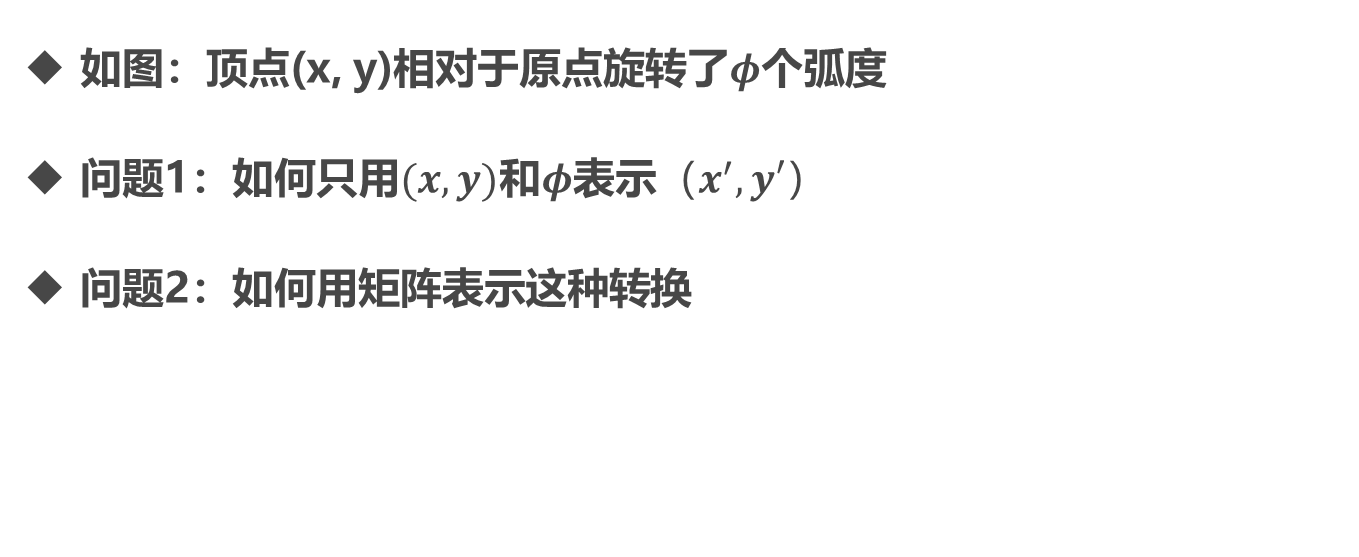 ◆ 如图：顶点(x, y)相对于原点旋转了𝜙个弧度
◆ 问题1：如何只用(𝒙, 𝒚)和𝝓表示（𝒙′, 𝒚′）
◆ 问题2：如何用矩阵表示这种转换